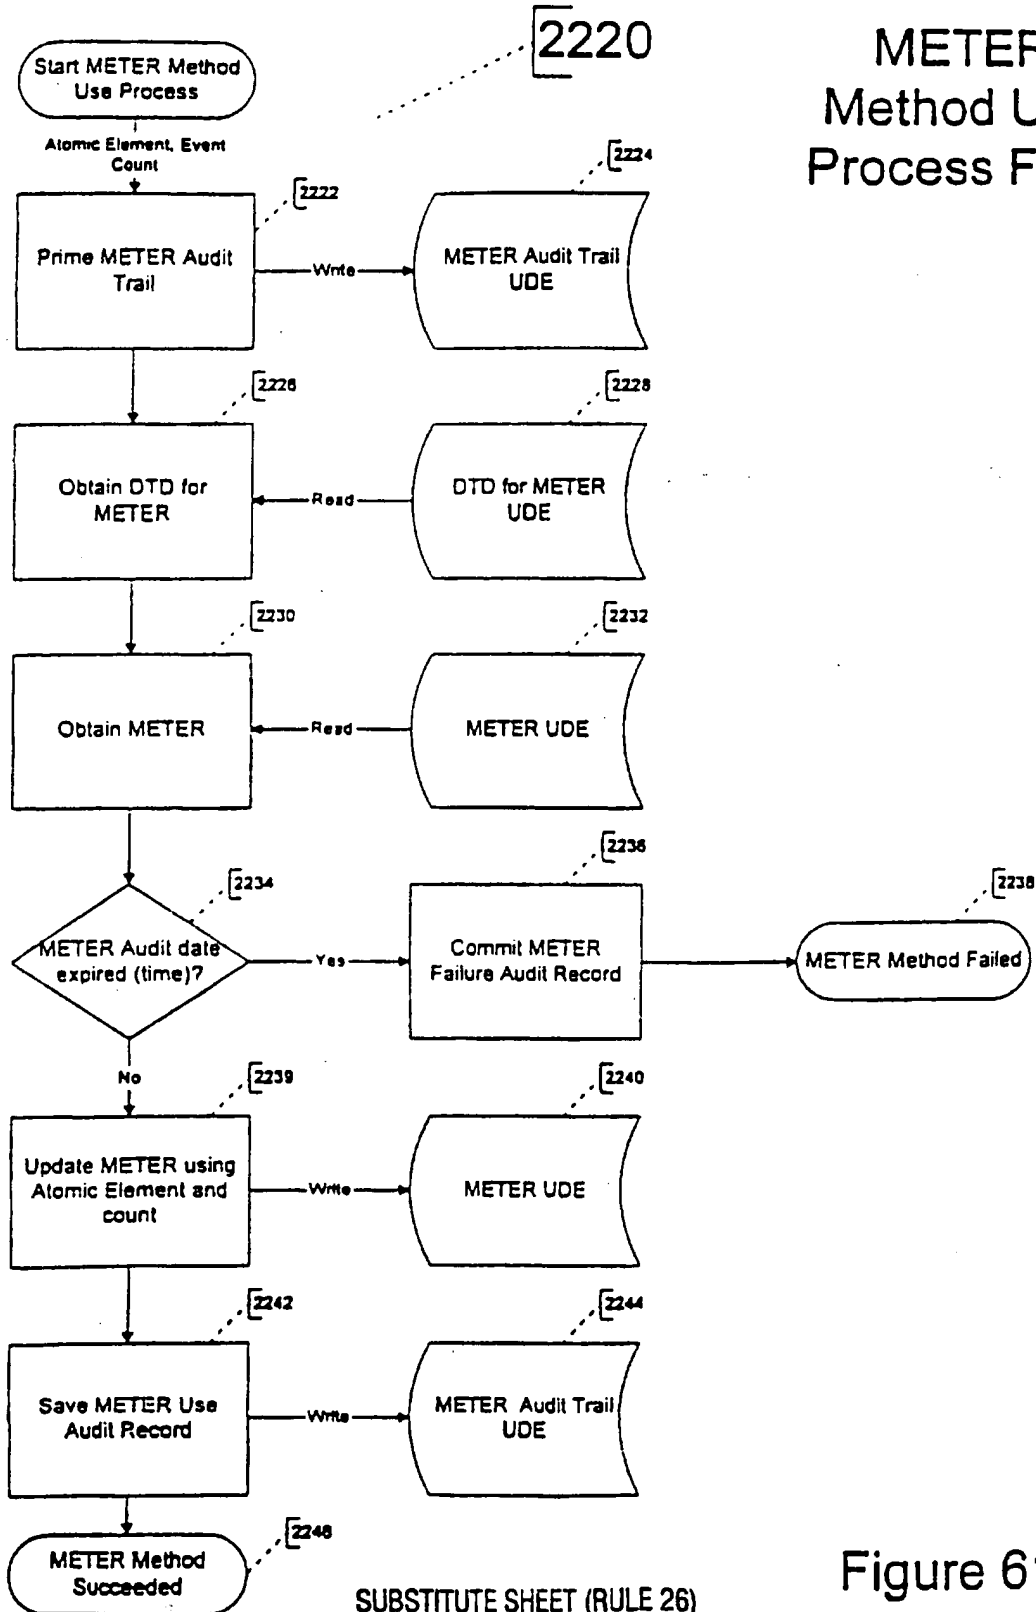 2220
METER
Method U
Process F
Start METER Method
Use Process
Atomic Element, Event
Count
2222
2224
Prime METER Audit
Trail
Write
METER Audit Trail
UDE
2226
2228
Obtain DTD for
METER
Read
DTD for METER
UDE
2230
2232
Obtain METER
Read
METER UDE
2234
2236
2238
METER Audit date
expired (time)?
Yes
Commit METER
Failure Audit Record
METER Method Failed
No
2239
2240
Update METER using
Atomic Element and
count
Write
METER UDE
2242
2244
Save METER Use
Audit Record
Write
METER Audit Trail
UDE
2246
METER Method
Succeeded
SUBSTITUTE SHEET (RULE 26)
Figure 61